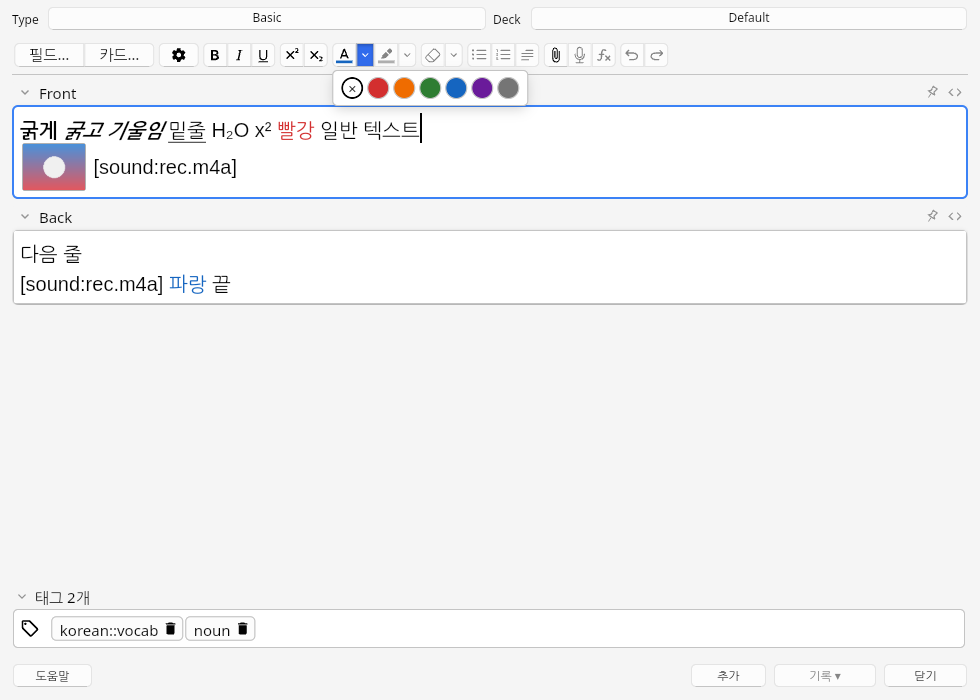 Type Basic Deck Default
필드... 카드... B I U X² X₂ A fx
Front
굵게 굵고 기울임 밑줄 H₂O x² 빨강 일반 텍스트
[sound:rec.m4a]
Back
다음 줄
[sound:rec.m4a] 파랑 끝
태그 2개
korean::vocab noun
도움말 추가 기록 ▾ 닫기